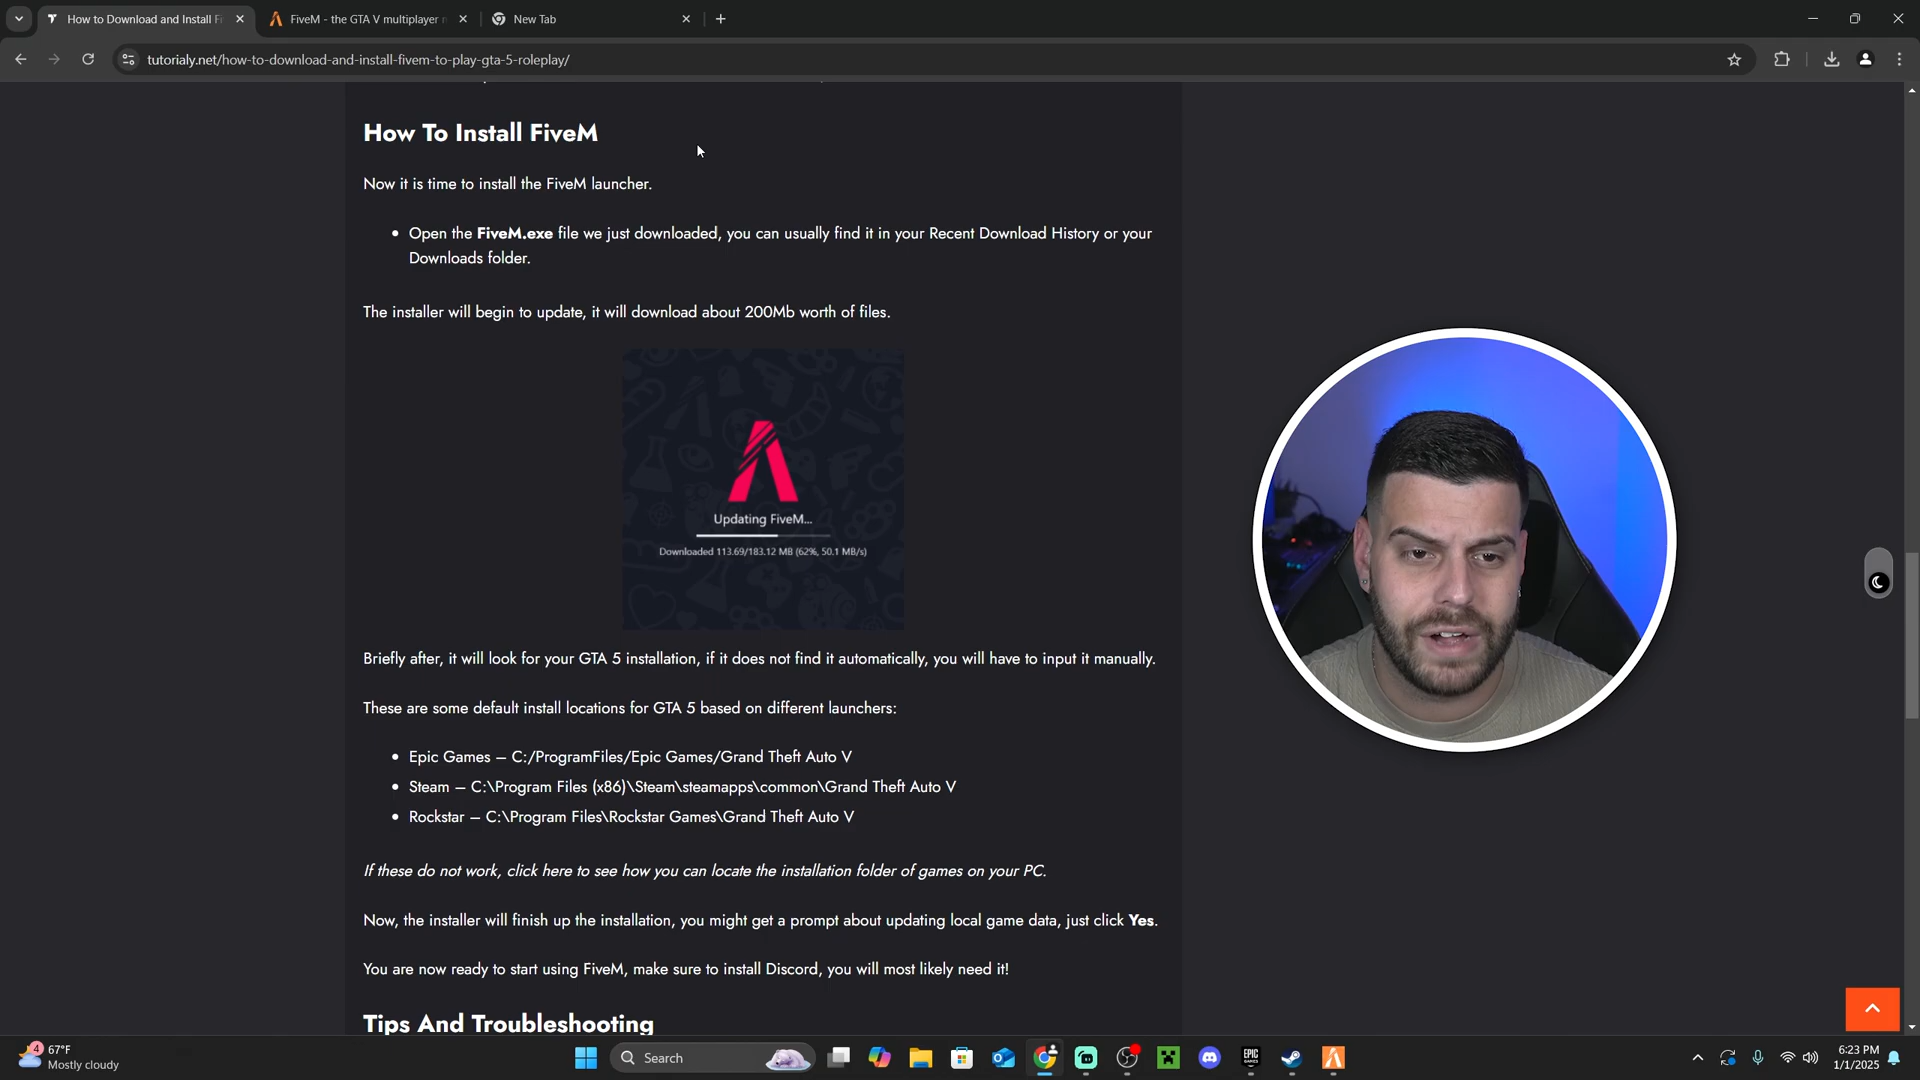 How to Download and Install F
FiveM - the GTA V multiplayer
New Tab
tutorialy.net/how-to-download-and-install-fivem-to-play-gta-5-roleplay/
How To Install FiveM
Now it is time to install the FiveM launcher.
• Open the FiveM.exe file we just downloaded, you can usually find it in your Recent Download History or your
Downloads folder.
The installer will begin to update, it will download about 200Mb worth of files.
Updating FiveM...
Downloaded 113.69/183.12 MB (62%, 50.1 MB/s)
Briefly after, it will look for your GTA 5 installation, if it does not find it automatically, you will have to input it manually.
These are some default install locations for GTA 5 based on different launchers:
• Epic Games – C:/ProgramFiles/Epic Games/Grand Theft Auto V
• Steam – C:\Program Files (x86)\Steam\steamapps\common\Grand Theft Auto V
• Rockstar – C:\Program Files\Rockstar Games\Grand Theft Auto V
If these do not work, click here to see how you can locate the installation folder of games on your PC.
Now, the installer will finish up the installation, you might get a prompt about updating local game data, just click Yes.
You are now ready to start using FiveM, make sure to install Discord, you will most likely need it!
Tips And Troubleshooting
4
67°F
Mostly cloudy
Search
EPIC
GAMES
6:23 PM
1/1/2025